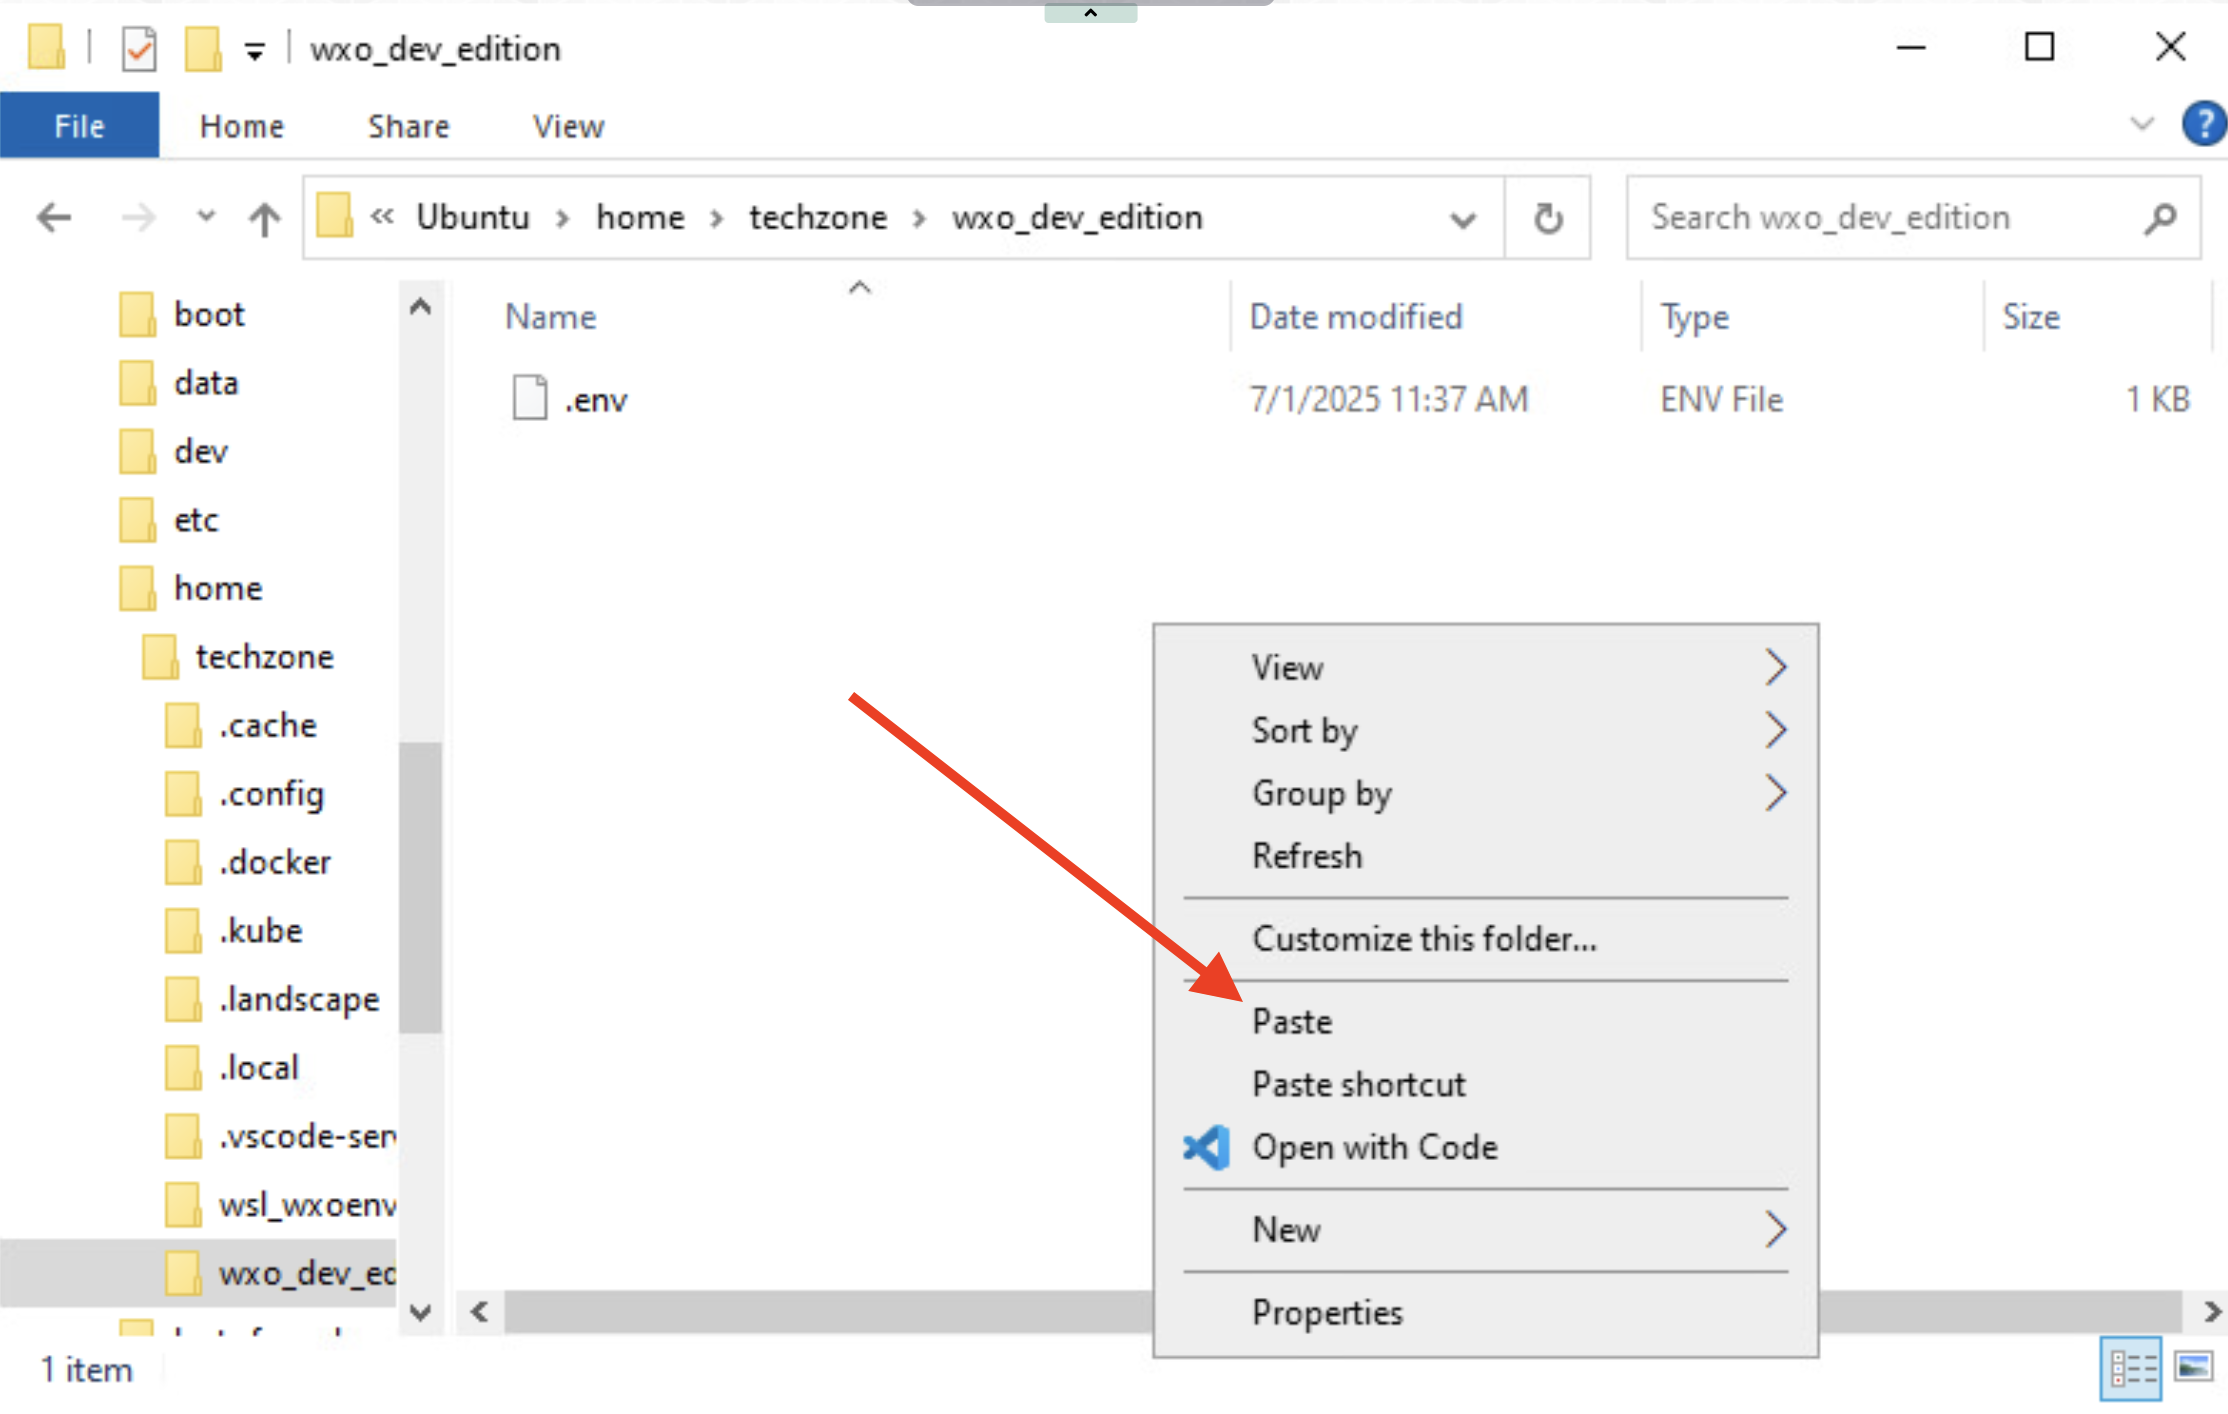 wxo_dev_edition
File Home Share View
?
« Ubuntu > home > techzone > wxo_dev_edition
Search wxo_dev_edition
Name Date modified Type Size
.env 7/1/2025 11:37 AM ENV File 1 KB
boot
data
dev
etc
home
techzone
.cache
.config
.docker
.kube
.landscape
.local
.vscode-ser
wsl_wxoenv
wxo_dev_ed
View
Sort by
Group by
Refresh
Customize this folder...
Paste
Paste shortcut
Open with Code
New
Properties
1 item